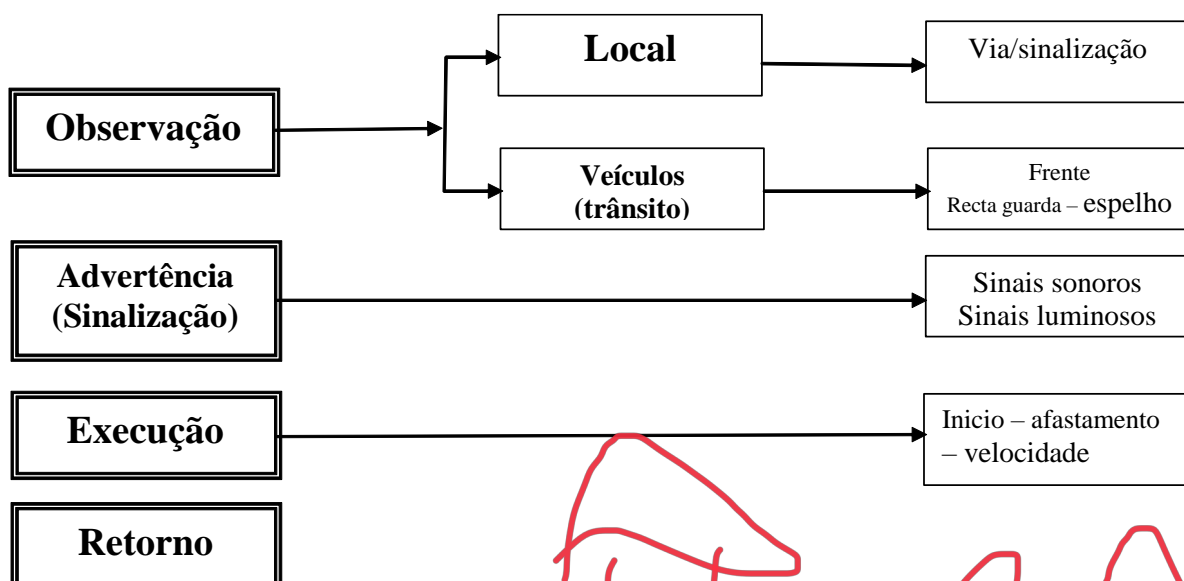 Observação
Local
Via/sinalização
Veículos
(trânsito)
Frente
Recta guarda – espelho
Advertência
(Sinalização)
Sinais sonoros
Sinais luminosos
Execução
Inicio – afastamento
– velocidade
Retorno